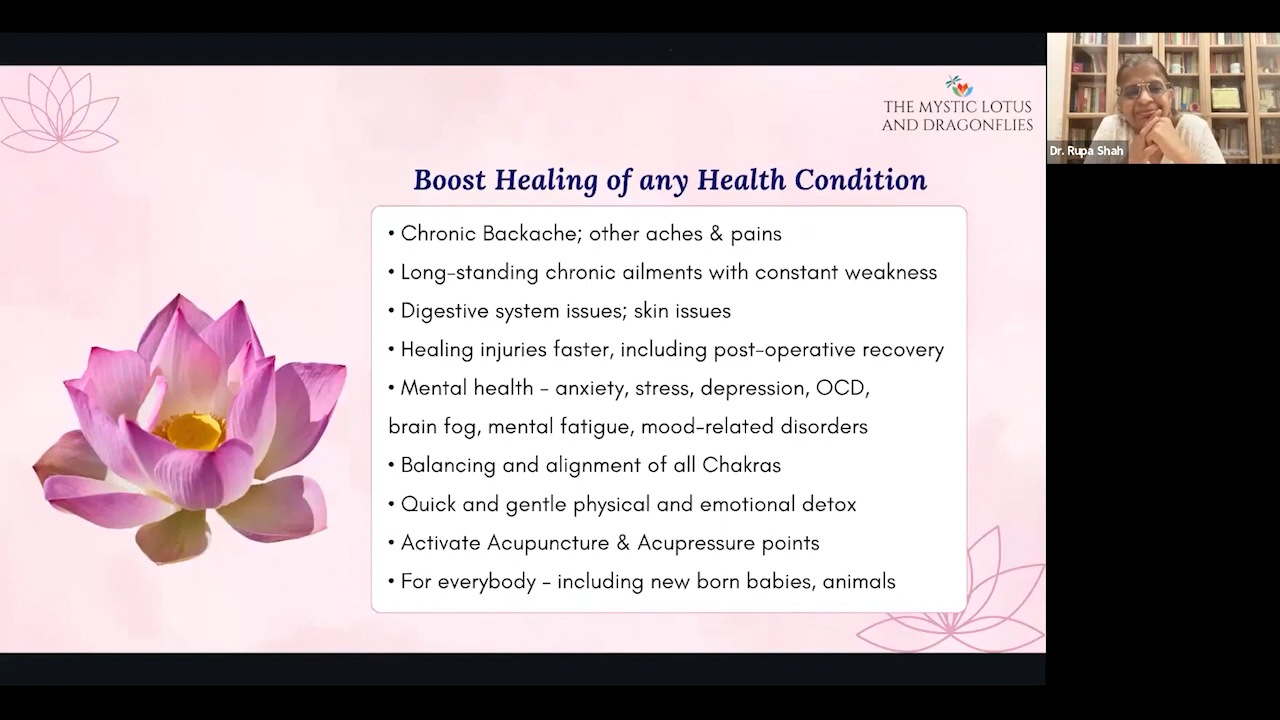 THE MYSTIC LOTUS
AND DRAGONFLIES
Dr. Rupa Shah
Boost Healing of any Health Condition
• Chronic Backache; other aches & pains
• Long-standing chronic ailments with constant weakness
• Digestive system issues; skin issues
• Healing injuries faster, including post-operative recovery
• Mental health - anxiety, stress, depression, OCD,
brain fog, mental fatigue, mood-related disorders
• Balancing and alignment of all Chakras
• Quick and gentle physical and emotional detox
• Activate Acupuncture & Acupressure points
• For everybody - including new born babies, animals